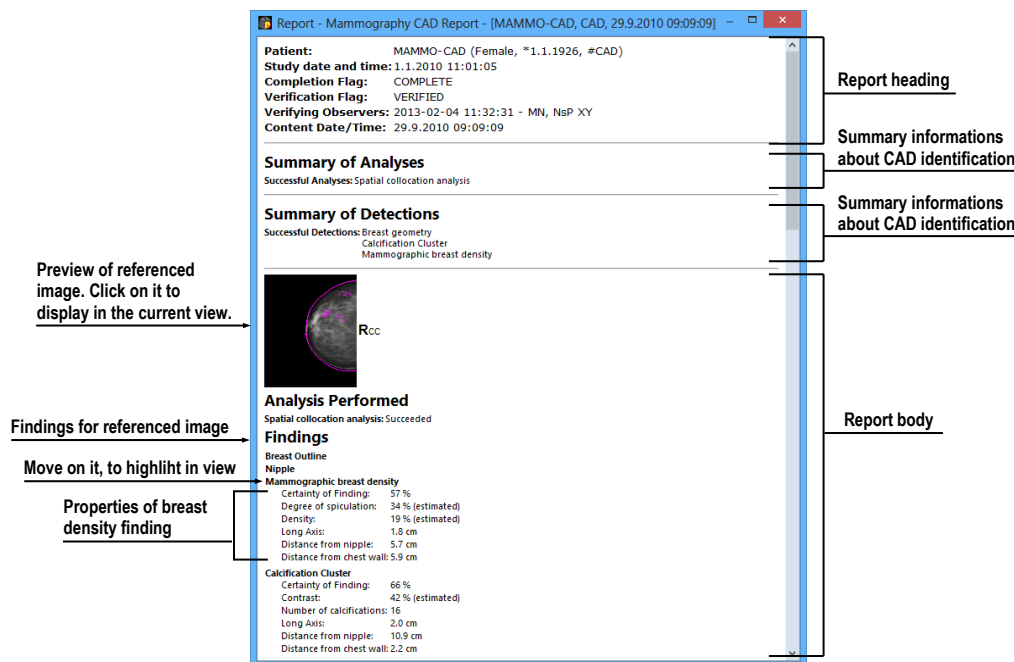 Report - Mammography CAD Report - [MAMMO-CAD, CAD, 29.9.2010 09:09:09]
Patient: MAMMO-CAD (Female, *1.1.1926, #CAD)
Study date and time: 1.1.2010 11:01:05
Completion Flag: COMPLETE
Verification Flag: VERIFIED
Verifying Observers: 2013-02-04 11:32:31 - MN, NsP XY
Content Date/Time: 29.9.2010 09:09:09
Report heading
Summary of Analyses
Successful Analyses: Spatial collocation analysis
Summary informations
about CAD identification
Summary of Detections
Successful Detections: Breast geometry
Calcification Cluster
Mammographic breast density
Summary informations
about CAD identification
Preview of referenced
image. Click on it to
display in the current view.
RCC
Analysis Performed
Spatial collocation analysis: Succeeded
Report body
Findings for referenced image
Findings
Breast Outline
Nipple
Move on it, to highliht in view
Mammographic breast density
Properties of breast
density finding
Certainty of Finding: 57 %
Degree of spiculation: 34 % (estimated)
Density: 19 % (estimated)
Long Axis: 1.8 cm
Distance from nipple: 5.7 cm
Distance from chest wall: 5.9 cm
Calcification Cluster
Certainty of Finding: 66 %
Contrast: 42 % (estimated)
Number of calcifications: 16
Long Axis: 2.0 cm
Distance from nipple: 10.9 cm
Distance from chest wall: 2.2 cm